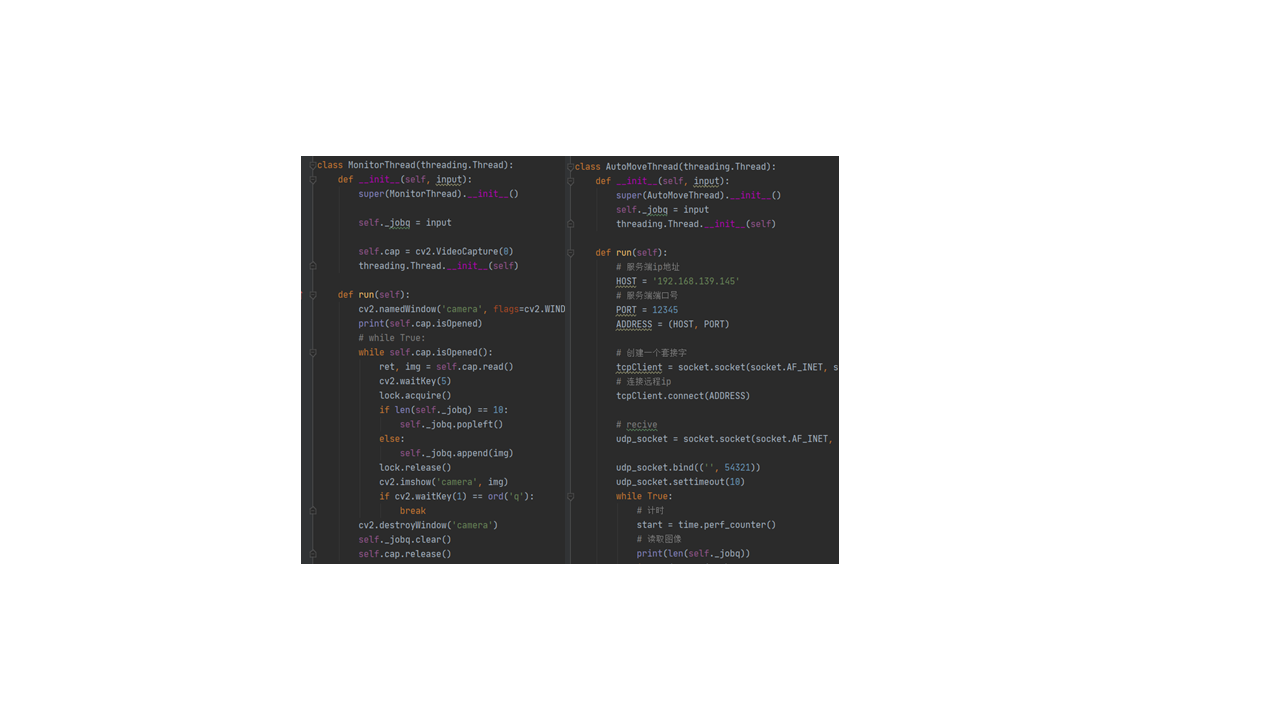 class MonitorThread(threading.Thread):
def __init__(self, input):
super(MonitorThread).__init__()
self._jobq = input
self.cap = cv2.VideoCapture(0)
threading.Thread.__init__(self)
def run(self):
cv2.namedWindow('camera', flags=cv2.WIND
print(self.cap.isOpened)
# while True:
while self.cap.isOpened():
ret, img = self.cap.read()
cv2.waitKey(5)
lock.acquire()
if len(self._jobq) == 10:
self._jobq.popleft()
else:
self._jobq.append(img)
lock.release()
cv2.imshow('camera', img)
if cv2.waitKey(1) == ord('q'):
break
cv2.destroyWindow('camera')
self._jobq.clear()
self.cap.release()
class AutoMoveThread(threading.Thread):
def __init__(self, input):
super(AutoMoveThread).__init__()
self._jobq = input
threading.Thread.__init__(self)
def run(self):
# 服务端ip地址
HOST = '192.168.139.145'
# 服务端端口号
PORT = 12345
ADDRESS = (HOST, PORT)
# 创建一个套接字
tcpClient = socket.socket(socket.AF_INET, s
# 连接远程ip
tcpClient.connect(ADDRESS)
# recive
udp_socket = socket.socket(socket.AF_INET,
udp_socket.bind(('', 54321))
udp_socket.settimeout(10)
while True:
# 计时
start = time.perf_counter()
# 读取图像
print(len(self._jobq))